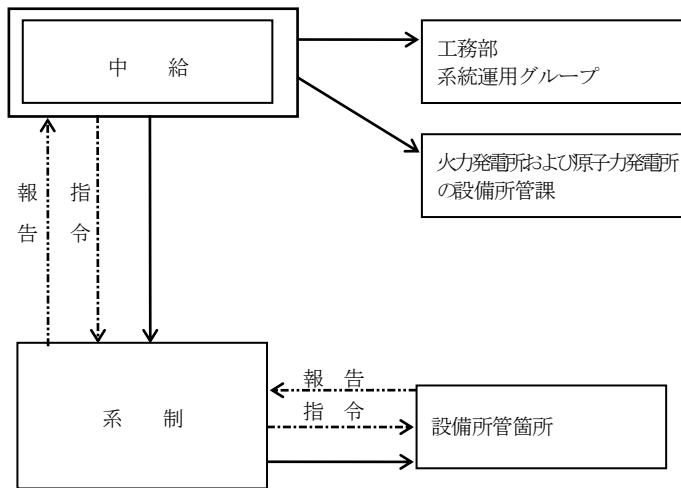 中 給
工務部
系統運用グループ
火力発電所および原子力発電所
の設備所管課
報告
指令
系 制
報 告
指 令
設備所管箇所